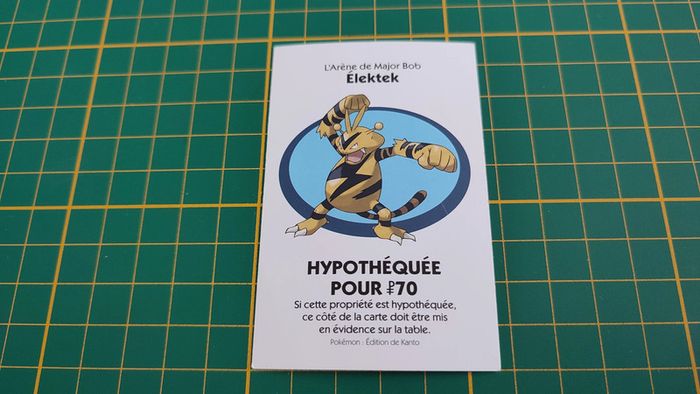 L'Arène de Major Bob
Élektek
HYPOTHÉQUÉE
POUR ₽70
Si cette propriété est hypothéquée,
ce côté de la carte doit être mis
en évidence sur la table.
Pokémon : Édition de Kanto